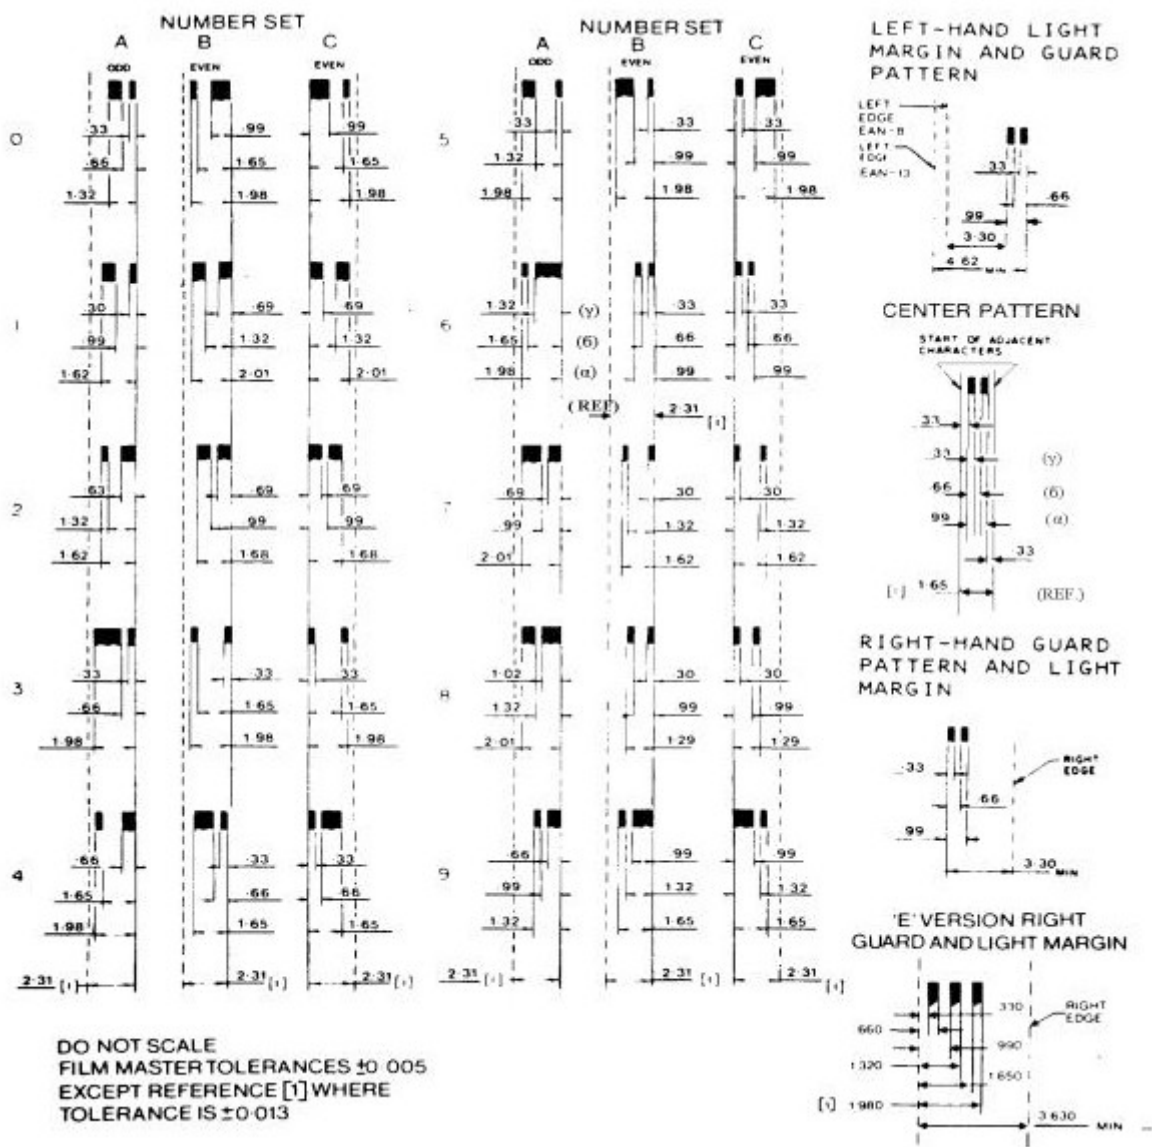 NUMBER SET
A B C
ODD EVEN EVEN
0
.33 .99 .99
.66 1.65 1.65
1.32 1.98 1.98
1
.30 .69 .69
.99 1.32 1.32
1.62 2.01 2.01
2
.63 .69 .69
1.32 .99 .99
1.62 1.68 1.68
3
.33 .33 .33
.66 1.65 1.65
1.98 1.98 1.98
4
.66 .33 .33
1.65 .66 .66
1.98 1.65 1.65
2.31 [1] 2.31 [1] 2.31 [1]
NUMBER SET
A B C
ODD EVEN EVEN
5
.33 .33 .33
1.32 .99 .99
1.98 1.98 1.98
6
1.32 (γ) .33 .33
1.65 (б) .66 .66
1.98 (α) .99 .99
(REF) 2.31 [1]
7
.69 .30 .30
.99 1.32 1.32
2.01 1.62 1.62
8
1.02 .30 .30
1.32 .99 .99
2.01 1.29 1.29
9
.66 .99 .99
.99 1.32 1.32
1.32 1.65 1.65
2.31 [1] 2.31 [1] 2.31 [1]
LEFT-HAND LIGHT
MARGIN AND GUARD
PATTERN
LEFT
EDGE
EAN-8
LEFT
EDGE
EAN-13
.33
.66
.99
3.30
4.62 MIN
CENTER PATTERN
START OF ADJACENT
CHARACTERS
.33
.33 (γ)
.66 (б)
.99 (α)
.33
[1] 1.65 (REF.)
RIGHT-HAND GUARD
PATTERN AND LIGHT
MARGIN
RIGHT
EDGE
.33
.66
.99
3.30 MIN
'E' VERSION RIGHT
GUARD AND LIGHT MARGIN
RIGHT
EDGE
.330
.660
.990
1.320
1.650
[1] 1.980
3.630 MIN
DO NOT SCALE
FILM MASTER TOLERANCES ±0.005
EXCEPT REFERENCE [1] WHERE
TOLERANCE IS ±0.013